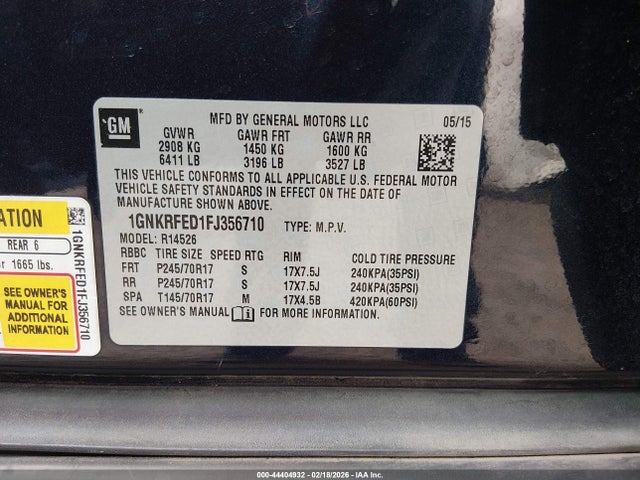 GM
MFD BY GENERAL MOTORS LLC 05/15
GVWR GAWR FRT GAWR RR
2908 KG 1450 KG 1600 KG
6411 LB 3196 LB 3527 LB
THIS VEHICLE CONFORMS TO ALL APPLICABLE U.S. FEDERAL MOTOR
VEHICLE SAFETY STANDARDS IN EFFECT ON THE DATE OF
MANUFACTURE SHOWN ABOVE.
1GNKRFED1FJ356710 TYPE: M.P.V.
MODEL: R14526
RBBC TIRE SIZE SPEED RTG RIM COLD TIRE PRESSURE
FRT P245/70R17 S 17X7.5J 240KPA(35PSI)
RR P245/70R17 S 17X7.5J 240KPA(35PSI)
SPA T145/70R17 M 17X4.5B 420KPA(60PSI)
SEE OWNER'S MANUAL FOR MORE INFORMATION.
ATION
REAR 6
r 1665 lbs.
SEE OWNER'S
MANUAL FOR
ADDITIONAL
INFORMATION
1GNKRFED1FJ356710
000-44404932 - 02/18/2026 - IAA Inc.